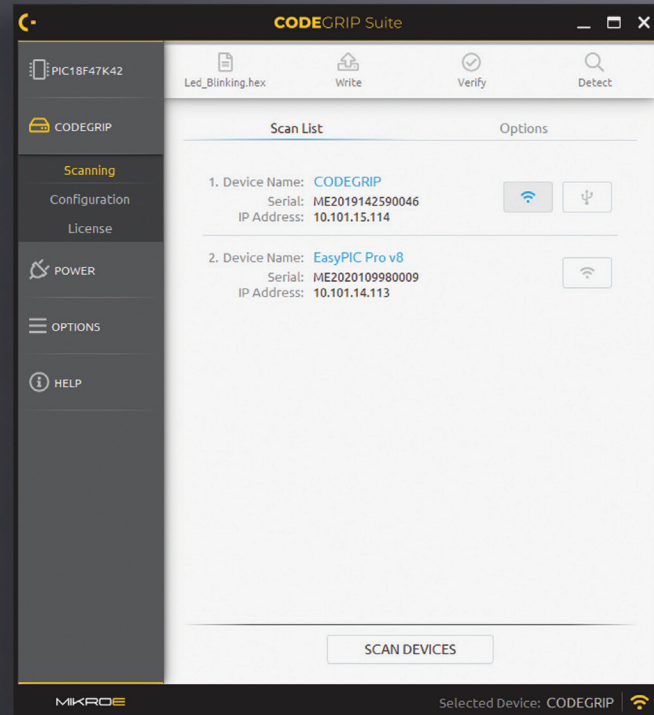 CODEGRIP Suite
PIC18F47K42
CODEGRIP
Scanning
Configuration
License
POWER
OPTIONS
HELP
Led_Blinking.hex
Write
Verify
Detect
Scan List
Options
1. Device Name: CODEGRIP
Serial: ME2019142590046
IP Address: 10.101.15.114
2. Device Name: EasyPIC Pro v8
Serial: ME2020109980009
IP Address: 10.101.14.113
SCAN DEVICES
MIKROE
Selected Device: CODEGRIP